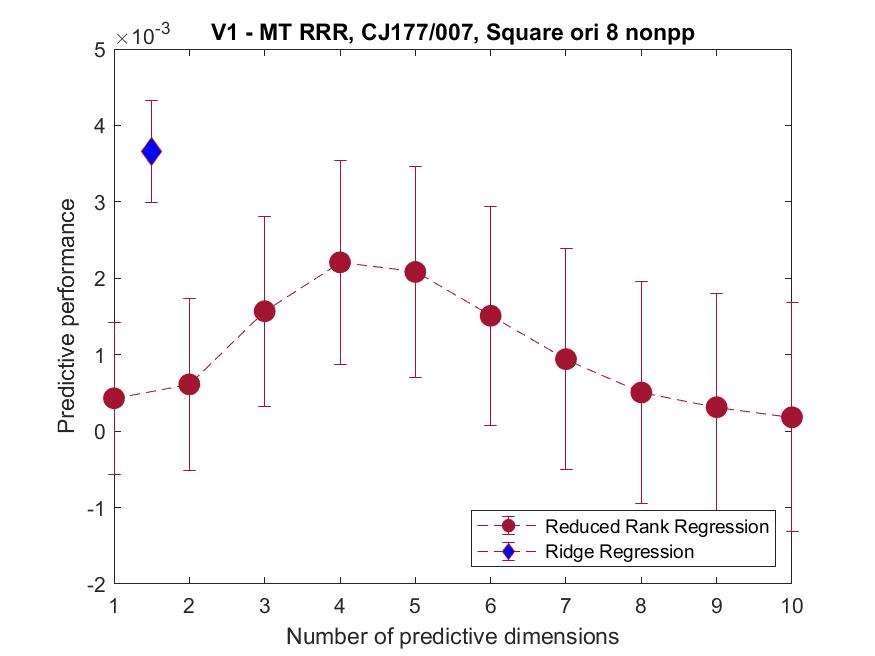 V1 - MT RRR, CJ177/007, Square ori 8 nonpp
×10-3
5
4
3
2
1
0
-1
-2
Predictive performance
Reduced Rank Regression
Ridge Regression
1 2 3 4 5 6 7 8 9 10
Number of predictive dimensions